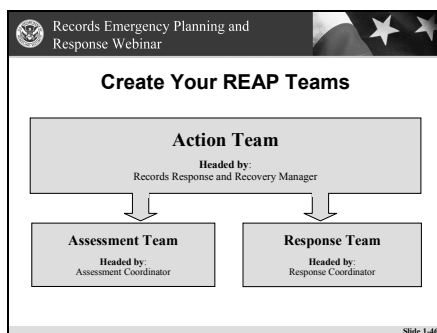 Records Emergency Planning and
Response Webinar
Create Your REAP Teams
Action Team
Headed by:
Records Response and Recovery Manager
Assessment Team
Headed by:
Assessment Coordinator
Response Team
Headed by:
Response Coordinator